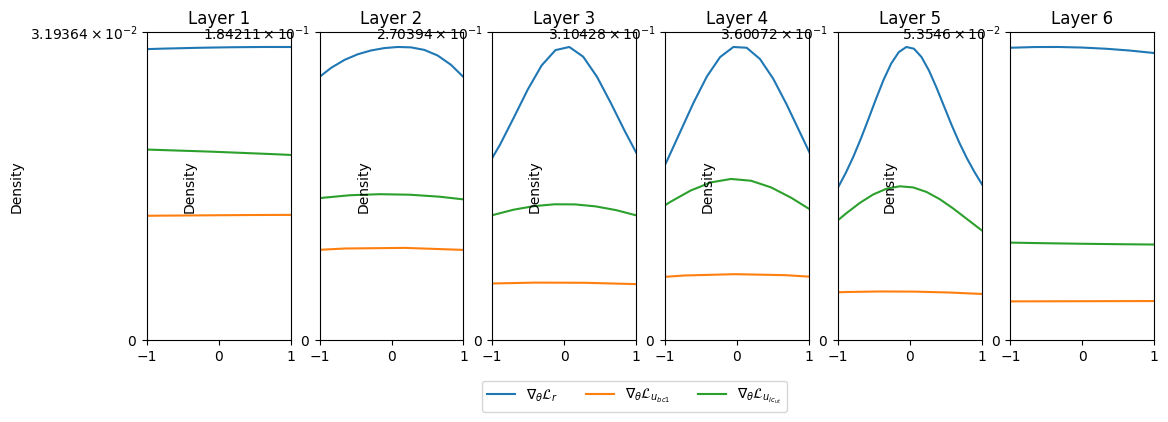 Layer 1 Layer 2 Layer 3 Layer 4 Layer 5 Layer 6
3.19364 × 10⁻² 1.84211 × 10⁻¹ 2.70394 × 10⁻¹ 3.10428 × 10⁻¹ 3.60072 × 10⁻¹ 5.3546 × 10⁻²
Density Density Density Density Density Density
0 0 0 0 0 0
−1 0 1 −1 0 1 −1 0 1 −1 0 1 −1 0 1 −1 0 1
∇θℒr ∇θℒu_bc1 ∇θℒu_ic_ut